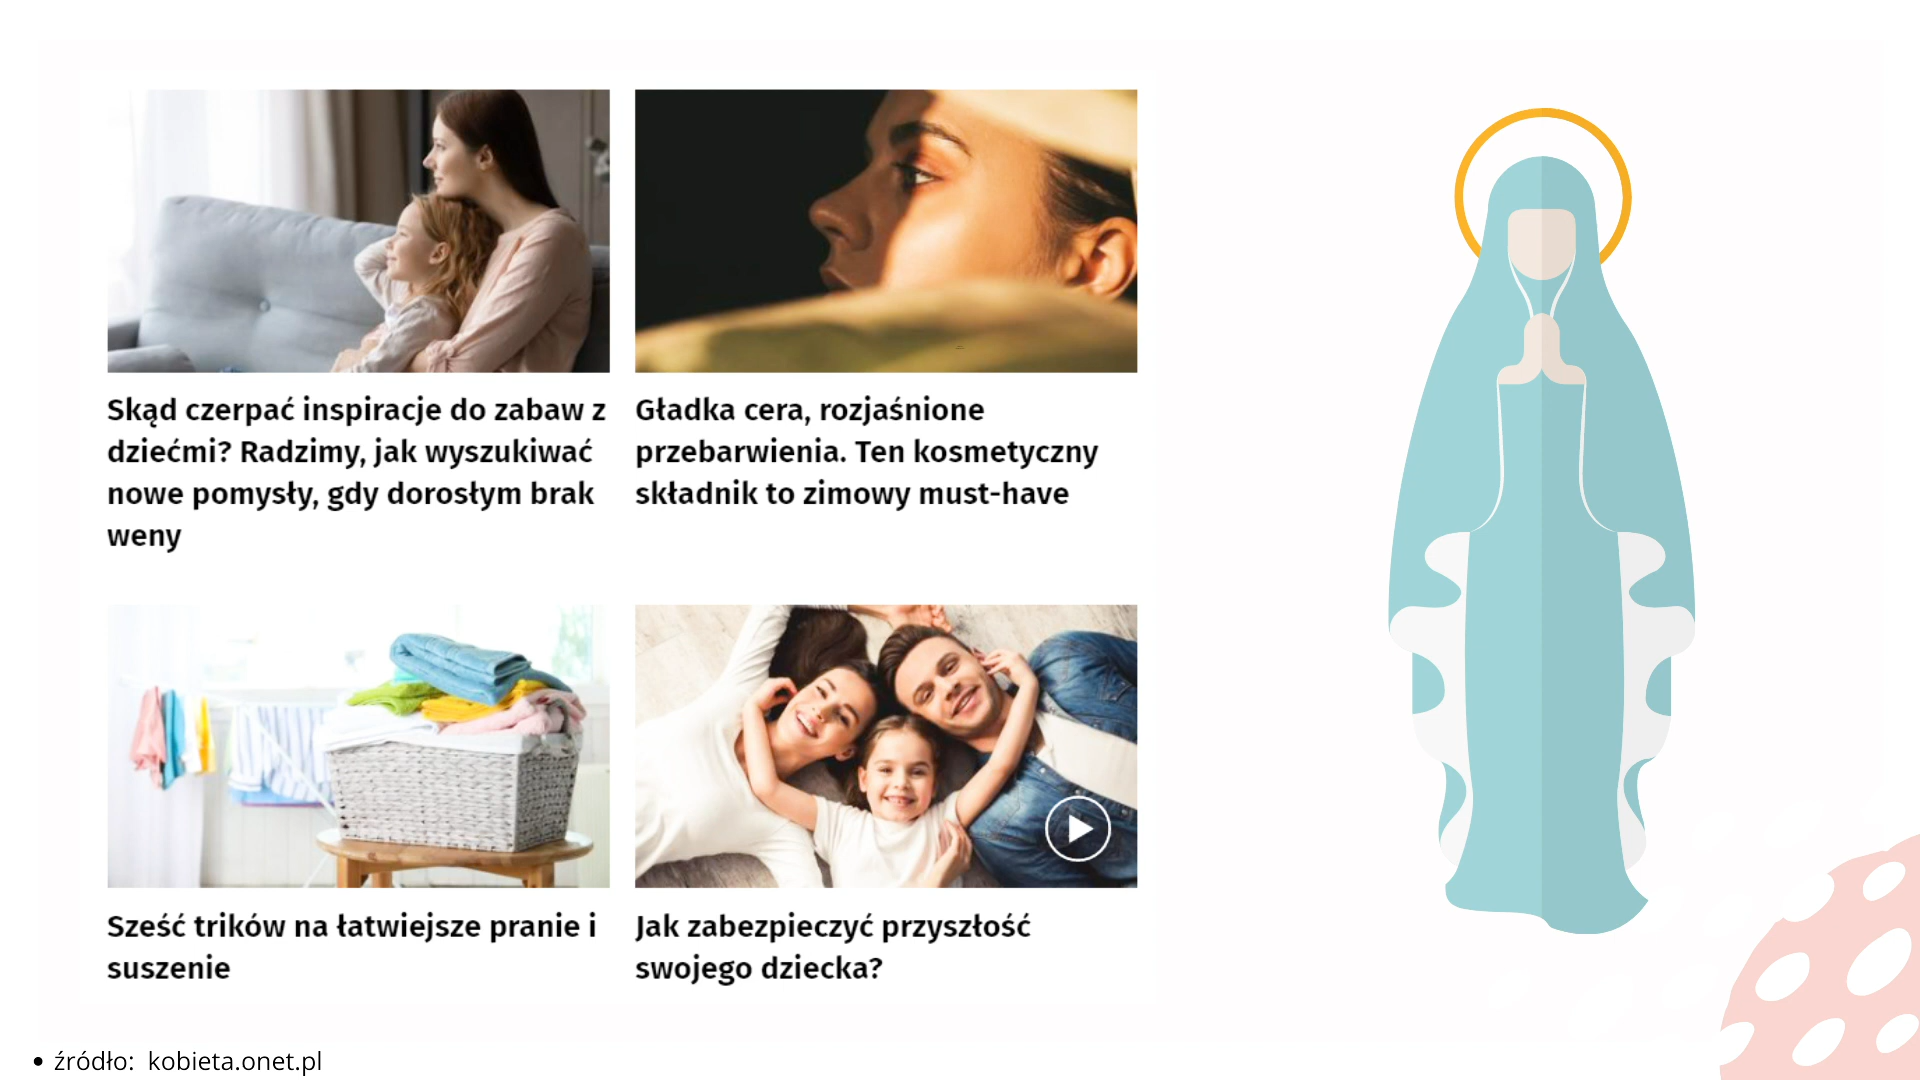 Skąd czerpać inspiracje do zabaw z
dziećmi? Radzimy, jak wyszukiwać
nowe pomysły, gdy dorosłym brak
weny
Gładka cera, rozjaśnione
przebarwienia. Ten kosmetyczny
składnik to zimowy must-have
Sześć trików na łatwiejsze pranie i
suszenie
Jak zabezpieczyć przyszłość
swojego dziecka?
• źródło: kobieta.onet.pl